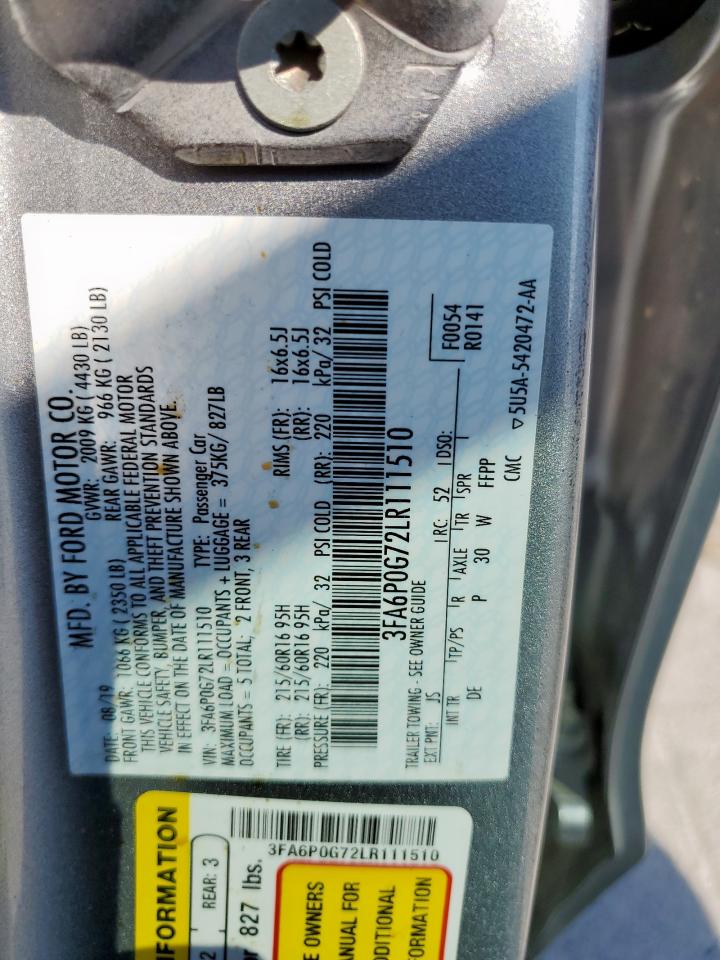 MFD. BY FORD MOTOR CO.
DATE: 08/19 GVWR: 2009 KG ( 4430 LB)
FRONT GAWR: 1066 KG ( 2350 LB) REAR GAWR: 966 KG ( 2130 LB)
THIS VEHICLE CONFORMS TO ALL APPLICABLE FEDERAL MOTOR
VEHICLE SAFETY, BUMPER, AND THEFT PREVENTION STANDARDS
IN EFFECT ON THE DATE OF MANUFACTURE SHOWN ABOVE.
VIN: 3FA6P0G72LR111510 TYPE: Passenger Car
MAXIMUM LOAD = OCCUPANTS + LUGGAGE = 375KG/ 827LB
OCCUPANTS = 5 TOTAL; 2 FRONT, 3 REAR
TIRE (FR): 215/60R16 95H RIMS (FR): 16x6.5J
(RR): 215/60R16 95H (RR): 16x6.5J
PRESSURE (FR): 220 kPa/ 32 PSI COLD (RR): 220 kPa/ 32 PSI COLD
3FA6P0G72LR111510
TRAILER TOWING - SEE OWNER GUIDE
F0054
R0141
EXT PNT: JS RC: 52 DSO:
INT TR TP/PS R AXLE TR SPR
DE P 30 W FFPP
CMC ▽5U5A-5420472-AA
3FA6P0G72LR111510
FORMATION
2 REAR: 3
827 lbs.
E OWNERS
ANUAL FOR
DDITIONAL
FORMATION